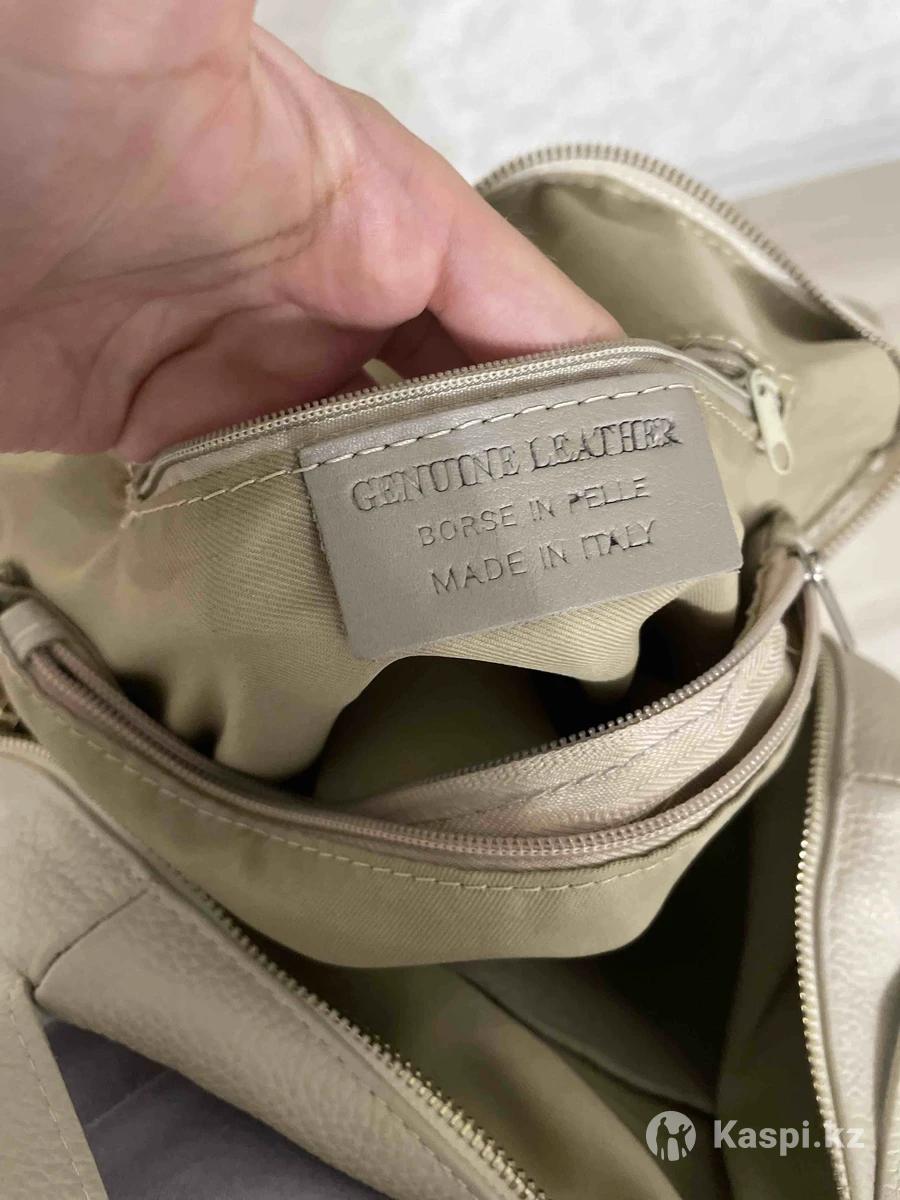 GENUINE LEATHER
BORSE IN PELLE
MADE IN ITALY
Kaspi.kz